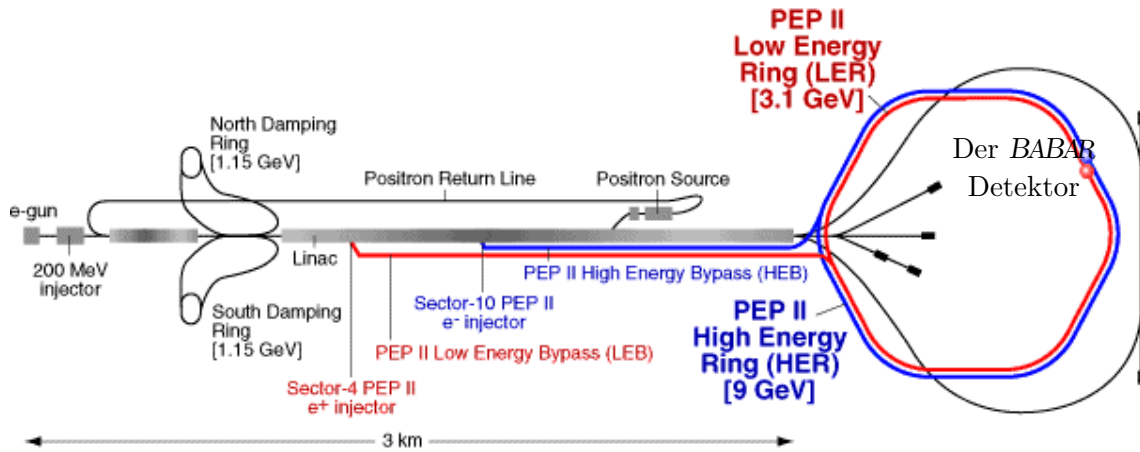 PEP II
Low Energy
Ring (LER)
[3.1 GeV]
North Damping
Ring
[1.15 GeV]
Der BABAR
Detektor
Positron Return Line
Positron Source
e-gun
200 MeV
injector
Linac
PEP II High Energy Bypass (HEB)
South Damping
Ring
[1.15 GeV]
Sector-10 PEP II
e- injector
PEP II
High Energy
Ring (HER)
[9 GeV]
PEP II Low Energy Bypass (LEB)
Sector-4 PEP II
e+ injector
3 km